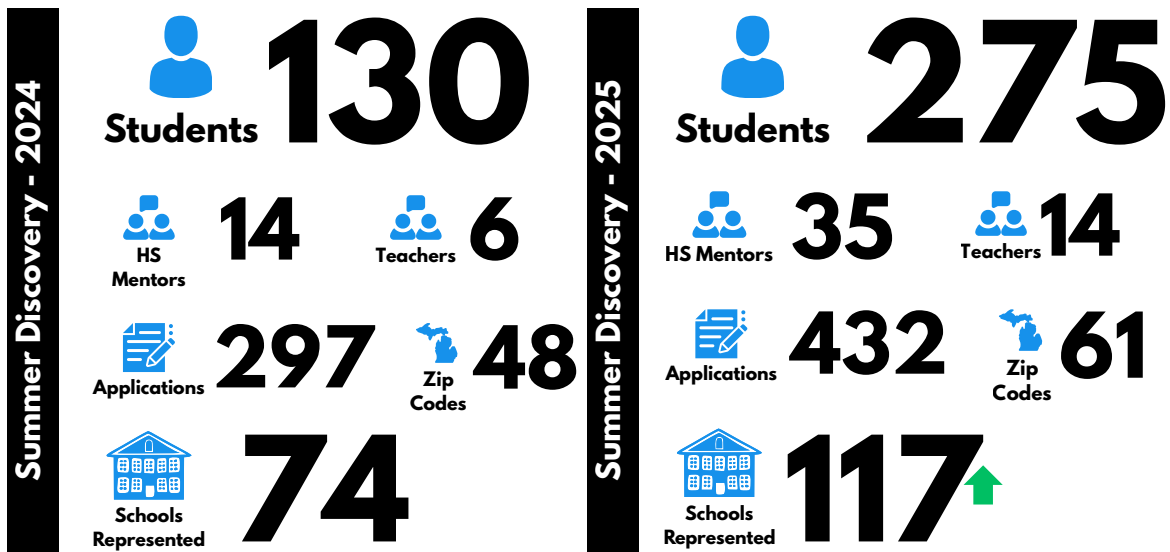 Summer Discovery - 2024
130
Students
14
HS
Mentors
6
Teachers
297
Applications
48
Zip
Codes
74
Schools
Represented
Summer Discovery - 2025
275
Students
35
HS Mentors
14
Teachers
432
Applications
61
Zip
Codes
117
Schools
Represented